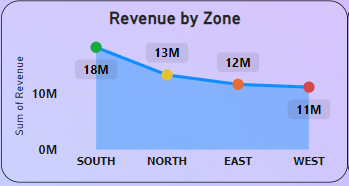 Revenue by Zone
Sum of Revenue
10M
0M
18M
13M
12M
11M
SOUTH
NORTH
EAST
WEST